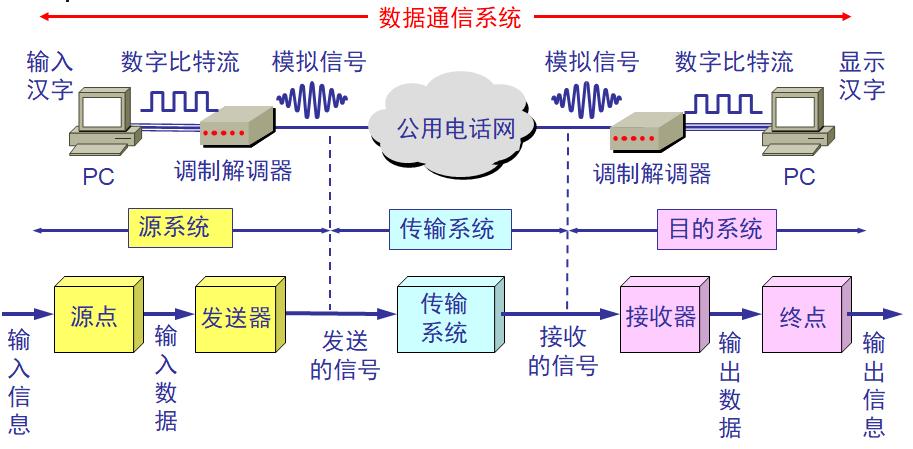 数据通信系统
输入
汉字
数字比特流
模拟信号
模拟信号
数字比特流
显示
汉字
公用电话网
PC
调制解调器
调制解调器
PC
源系统
传输系统
目的系统
源点
发送器
传输
系统
接收器
终点
输入信息
输入数据
发送
的信号
接收
的信号
输出数据
输出信息